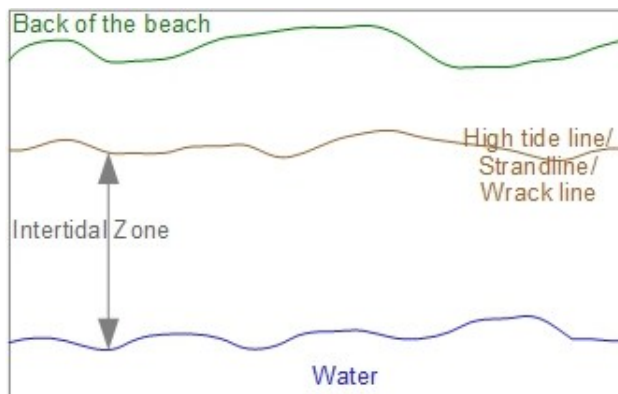 Back of the beach
High tide line/
Strandline/
Wrack line
Intertidal Zone
Water